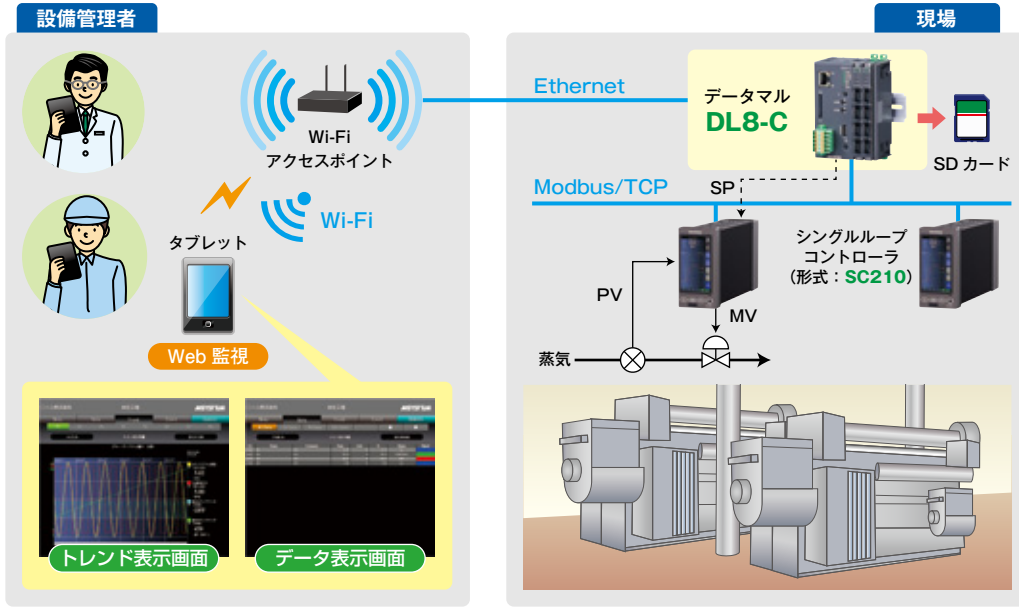 設備管理者
現場
Wi-Fi
アクセスポイント
Ethernet
データマル
DL8-C
SD カード
Modbus/TCP
SP
Wi-Fi
タブレット
シングルループ
コントローラ
(形式:SC210)
PV
MV
蒸気
Web 監視
トレンド表示画面
データ表示画面